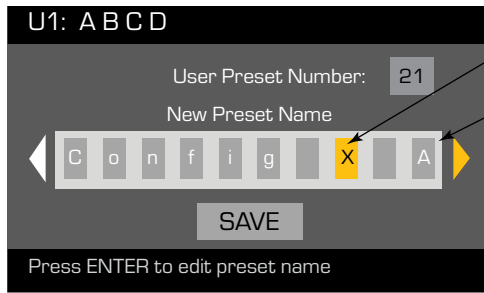 U1: A B C D
User Preset Number: 21
New Preset Name
C o n f i g X A
SAVE
Press ENTER to edit preset name